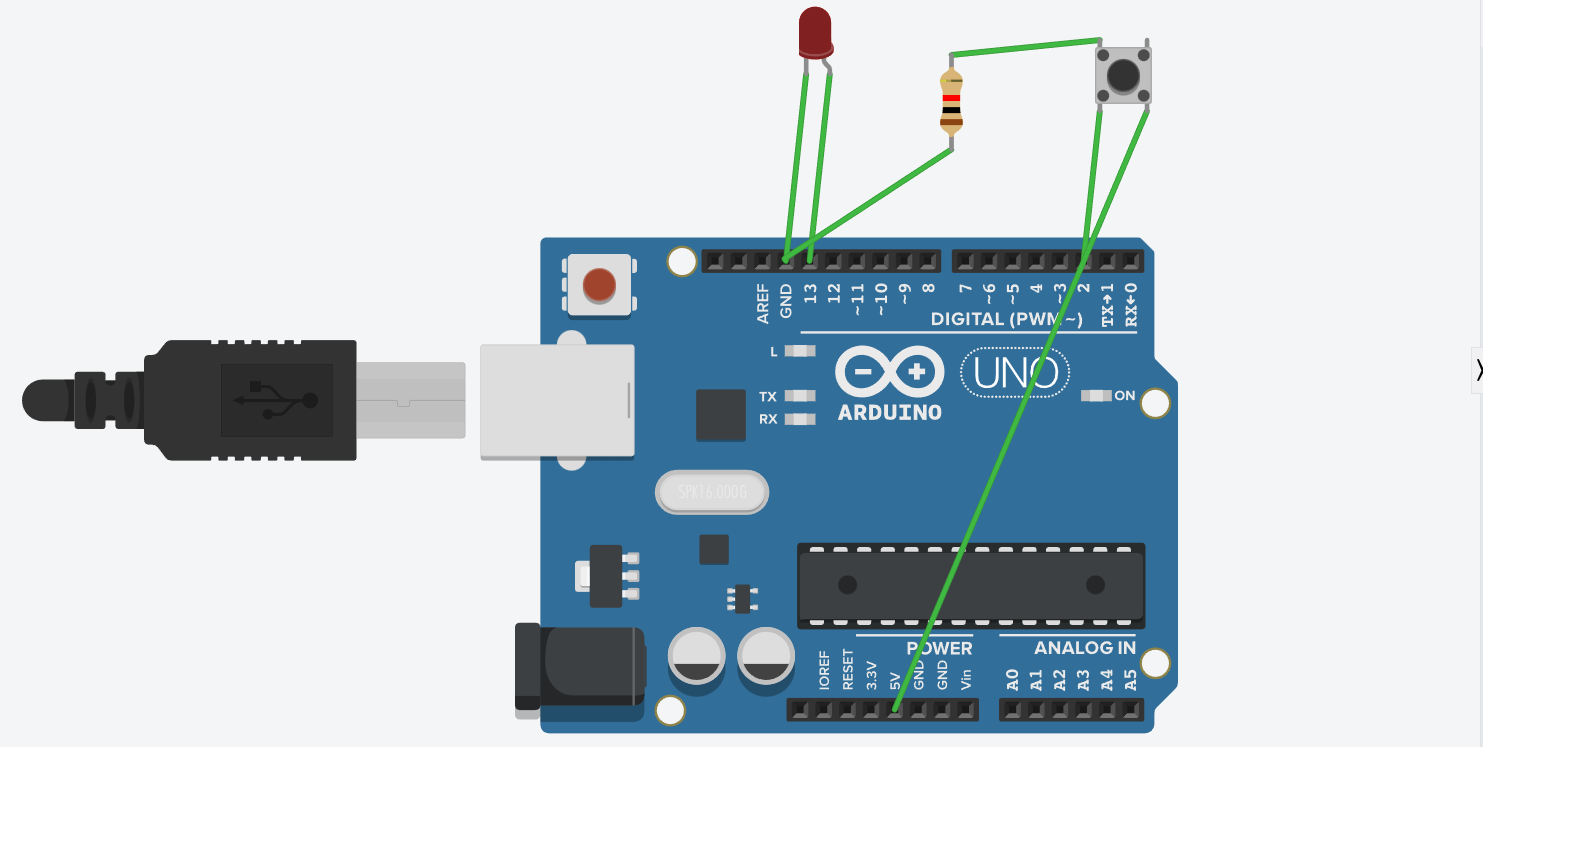 AREF
GND
13
12
~11
~10
~9
8
7
~6
~5
4
~3
2
TX→1
RX←0
DIGITAL (PWM ~)
L
TX
RX
ARDUINO
UNO
ON
SPK16.000G
POWER
ANALOG IN
IOREF
RESET
3.3V
5V
GND
GND
Vin
A0
A1
A2
A3
A4
A5